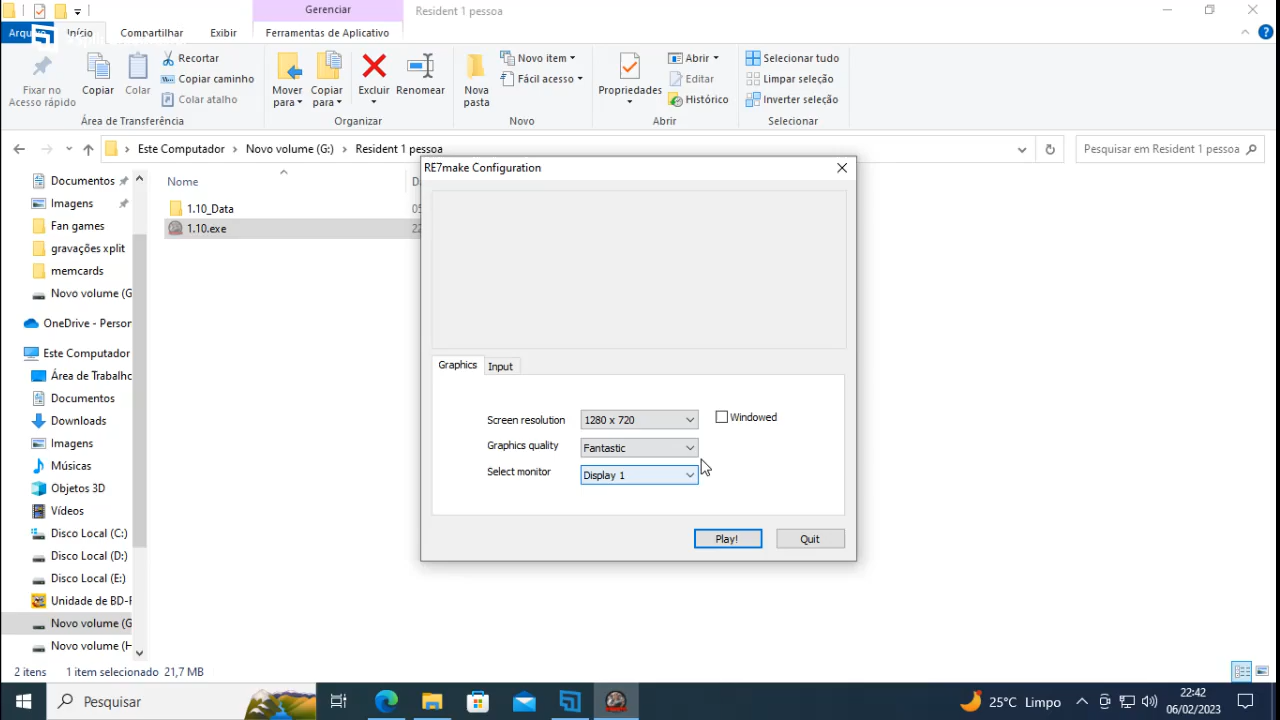 Gerenciar
Resident 1 pessoa
Início
Compartilhar
Exibir
Ferramentas de Aplicativo
Fixar no
Acesso rápido
Copiar
Colar
Recortar
Copiar caminho
Colar atalho
Área de Transferência
Mover
para
Copiar
para
Excluir
Renomear
Organizar
Nova
pasta
Novo item
Fácil acesso
Novo
Propriedades
Abrir
Editar
Histórico
Abrir
Selecionar tudo
Limpar seleção
Inverter seleção
Selecionar
Este Computador
Novo volume (G:)
Resident 1 pessoa
Pesquisar em Resident 1 pessoa
Documentos
Imagens
Fan games
gravações xplit
memcards
Novo volume (G
OneDrive - Person
Este Computador
Área de Trabalho
Documentos
Downloads
Imagens
Músicas
Objetos 3D
Vídeos
Disco Local (C:)
Disco Local (D:)
Disco Local (E:)
Unidade de BD-R
Novo volume (G
Novo volume (H
Nome
1.10_Data
05
1.10.exe
22
RE7make Configuration
Graphics
Input
Screen resolution
1280 x 720
Windowed
Graphics quality
Fantastic
Select monitor
Display 1
Play!
Quit
2 itens
1 item selecionado
21,7 MB
Pesquisar
25°C
Limpo
22:42
06/02/2023